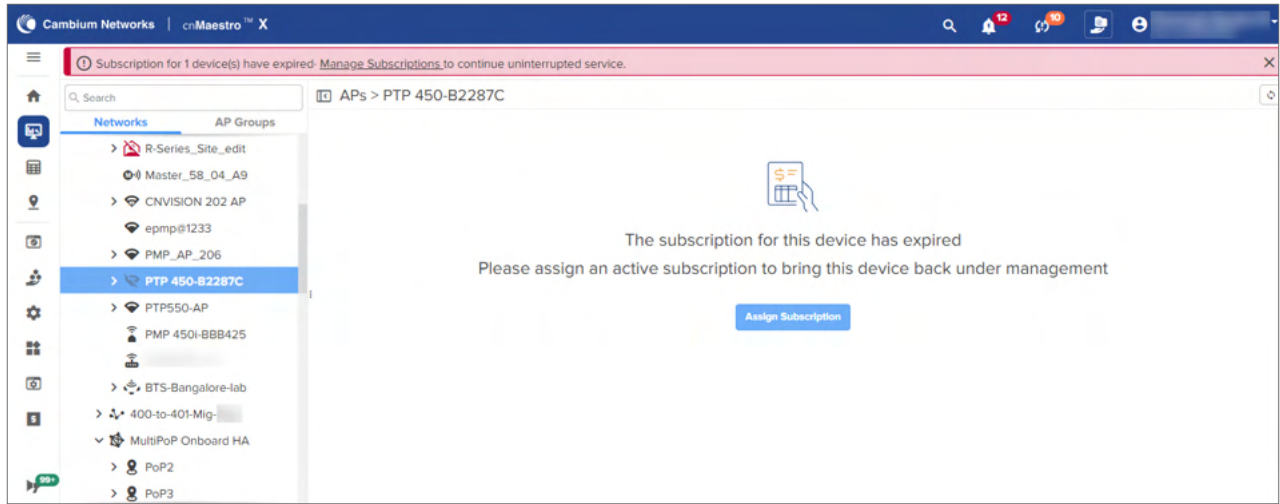 Cambium Networks | cnMaestro™ X
12
10
Subscription for 1 device(s) have expired- Manage Subscriptions to continue uninterrupted service.
Search
APs > PTP 450-B2287C
Networks AP Groups
R-Series_Site_edit
Master_58_04_A9
CNVISION 202 AP
epmp@1233
PMP_AP_206
PTP 450-B2287C
PTP550-AP
PMP 450i-BBB425
BTS-Bangalore-lab
400-to-401-Mig-
MultiPoP Onboard HA
PoP2
PoP3
The subscription for this device has expired
Please assign an active subscription to bring this device back under management
Assign Subscription
99+